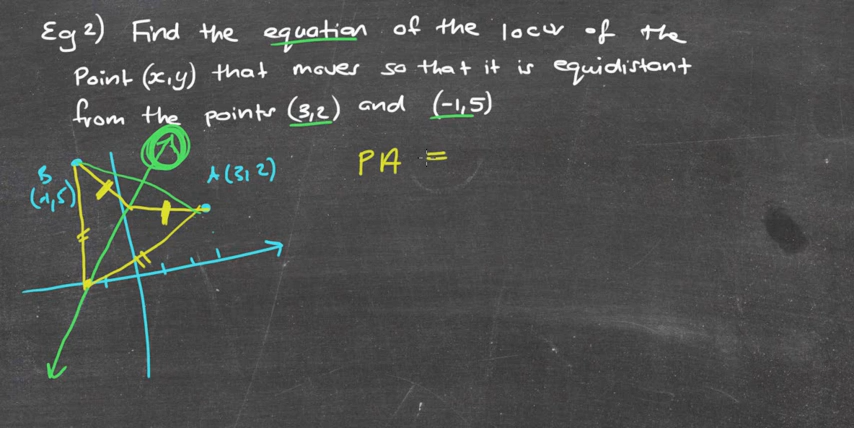 Eg 2) Find the equation of the locus of the
Point (x,y) that moves so that it is equidistant
from the points (3,2) and (-1,5)
B
(-1,5)
A(3,2)
PA =